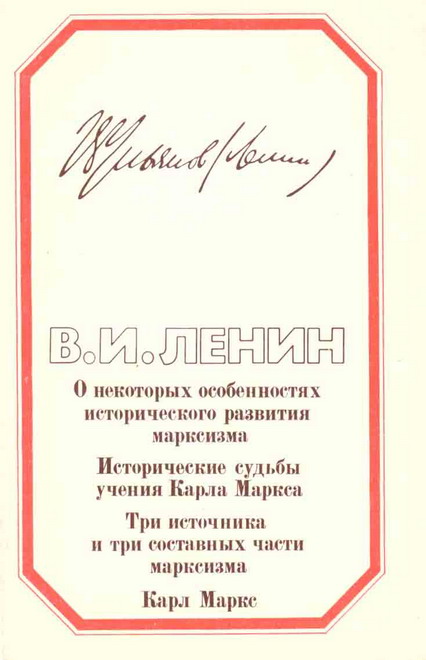 В. Ульянов (Ленин)
В.И.ЛЕНИН
О некоторых особенностях
исторического развития
марксизма
Исторические судьбы
учения Карла Маркса
Три источника
и три составных части
марксизма
Карл Маркс